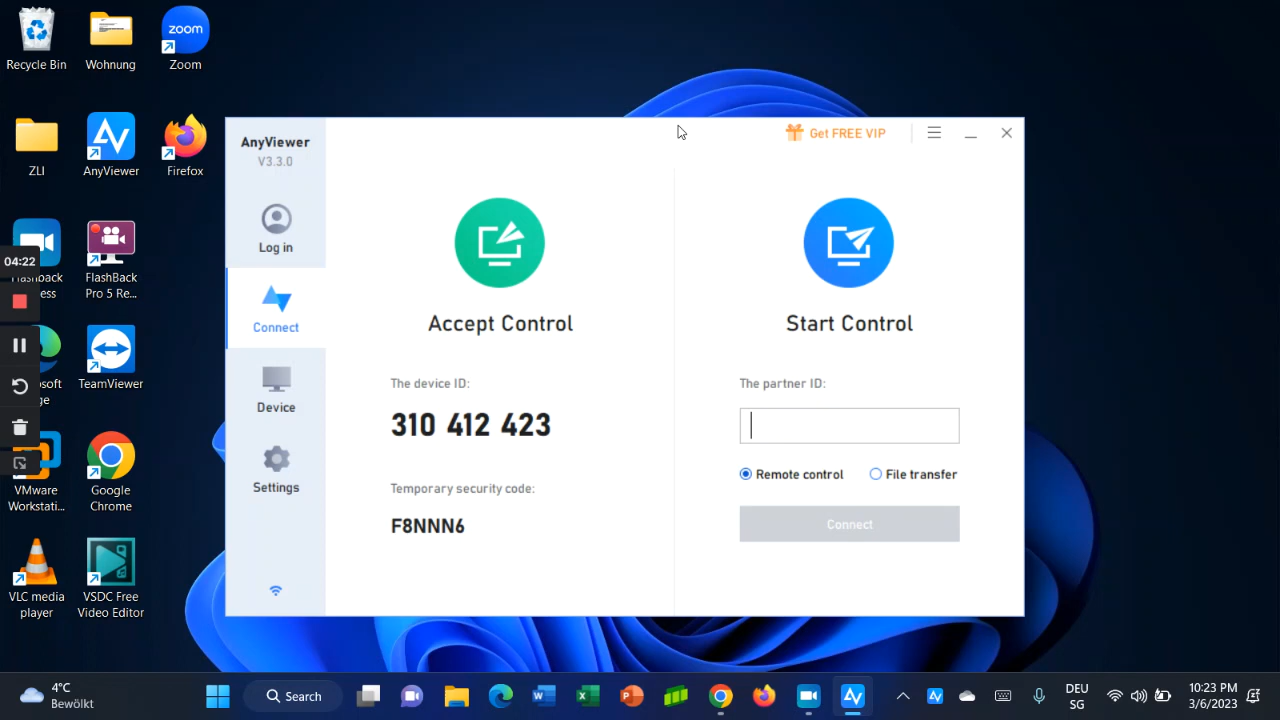 zoom
Recycle Bin
Wohnung
Zoom
ZLI
AnyViewer
Firefox
FlashBack
Pro 5 Re...
04:22
TeamViewer
VMware
Workstati...
Google
Chrome
VLC media
player
VSDC Free
Video Editor
AnyViewer
V3.3.0
Log in
Connect
Device
Settings
Get FREE VIP
Accept Control
The device ID:
310 412 423
Temporary security code:
F8NNN6
Start Control
The partner ID:
Remote control
File transfer
Connect
4°C
Bewölkt
Search
DEU
SG
10:23 PM
3/6/2023